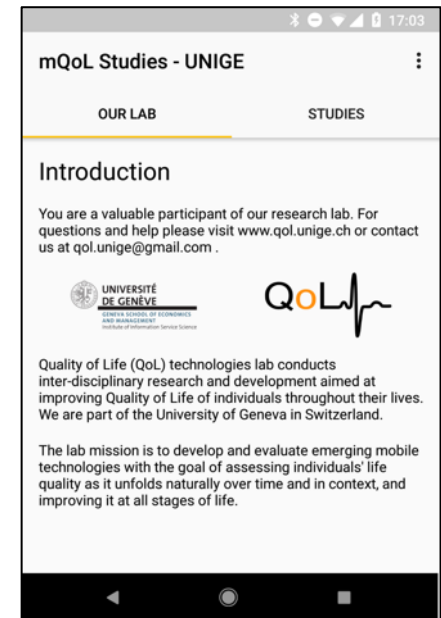 17:03
mQoL Studies - UNIGE
OUR LAB
STUDIES
Introduction
You are a valuable participant of our research lab. For
questions and help please visit www.qol.unige.ch or contact
us at qol.unige@gmail.com .
UNIVERSITÉ
DE GENÈVE
GENEVA SCHOOL OF ECONOMICS
AND MANAGEMENT
Institute of Information Service Science
QoL
Quality of Life (QoL) technologies lab conducts
inter-disciplinary research and development aimed at
improving Quality of Life of individuals throughout their lives.
We are part of the University of Geneva in Switzerland.
The lab mission is to develop and evaluate emerging mobile
technologies with the goal of assessing individuals' life
quality as it unfolds naturally over time and in context, and
improving it at all stages of life.